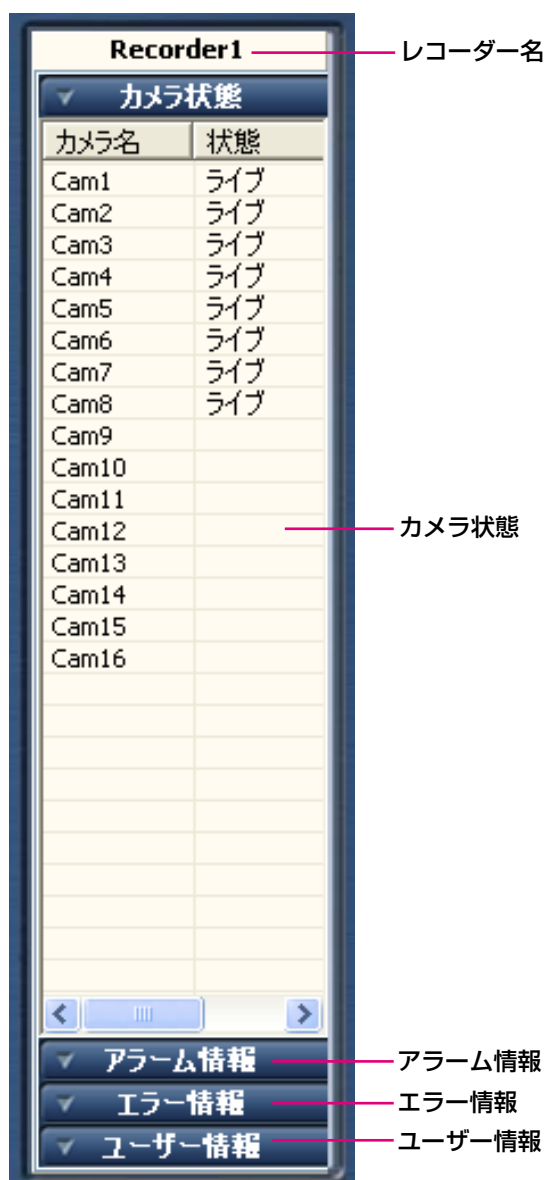 Recorder1 レコーダー名
カメラ状態
カメラ名 状態
Cam1 ライブ
Cam2 ライブ
Cam3 ライブ
Cam4 ライブ
Cam5 ライブ
Cam6 ライブ
Cam7 ライブ
Cam8 ライブ
Cam9
Cam10
Cam11
Cam12 カメラ状態
Cam13
Cam14
Cam15
Cam16
アラーム情報 アラーム情報
エラー情報 エラー情報
ユーザー情報 ユーザー情報